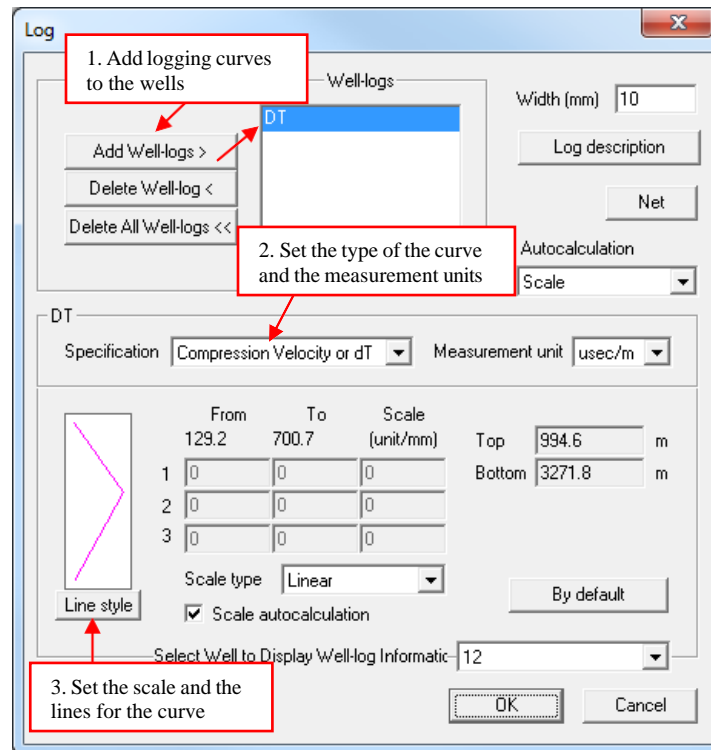 Log
1. Add logging curves
to the wells
Well-logs
DT
Add Well-logs >
Delete Well-log <
Delete All Well-logs <<
Width (mm) 10
Log description
Net
2. Set the type of the curve
and the measurement units
Autocalculation
Scale
DT
Specification Compression Velocity or dT Measurement unit usec/m
From To Scale
129.2 700.7 (unit/mm)
1 0 0 0
2 0 0 0
3 0 0 0
Top 994.6 m
Bottom 3271.8 m
Scale type Linear
Scale autocalculation
Line style
By default
Select Well to Display Well-log Informatic 12
3. Set the scale and the
lines for the curve
OK Cancel